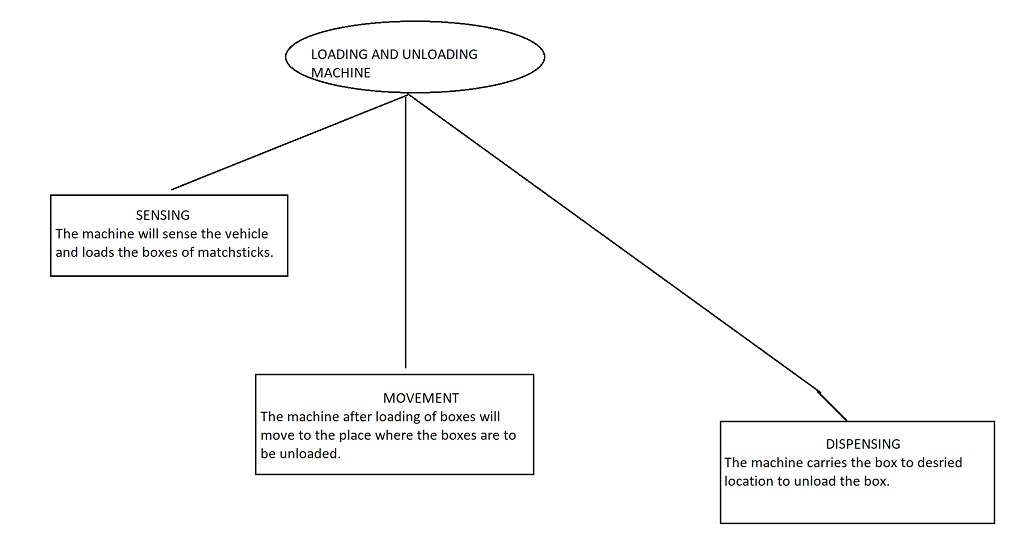 LOADING AND UNLOADING
MACHINE
SENSING
The machine will sense the vehicle
and loads the boxes of matchsticks.
MOVEMENT
The machine after loading of boxes will
move to the place where the boxes are to
be unloaded.
DISPENSING
The machine carries the box to desried
location to unload the box.